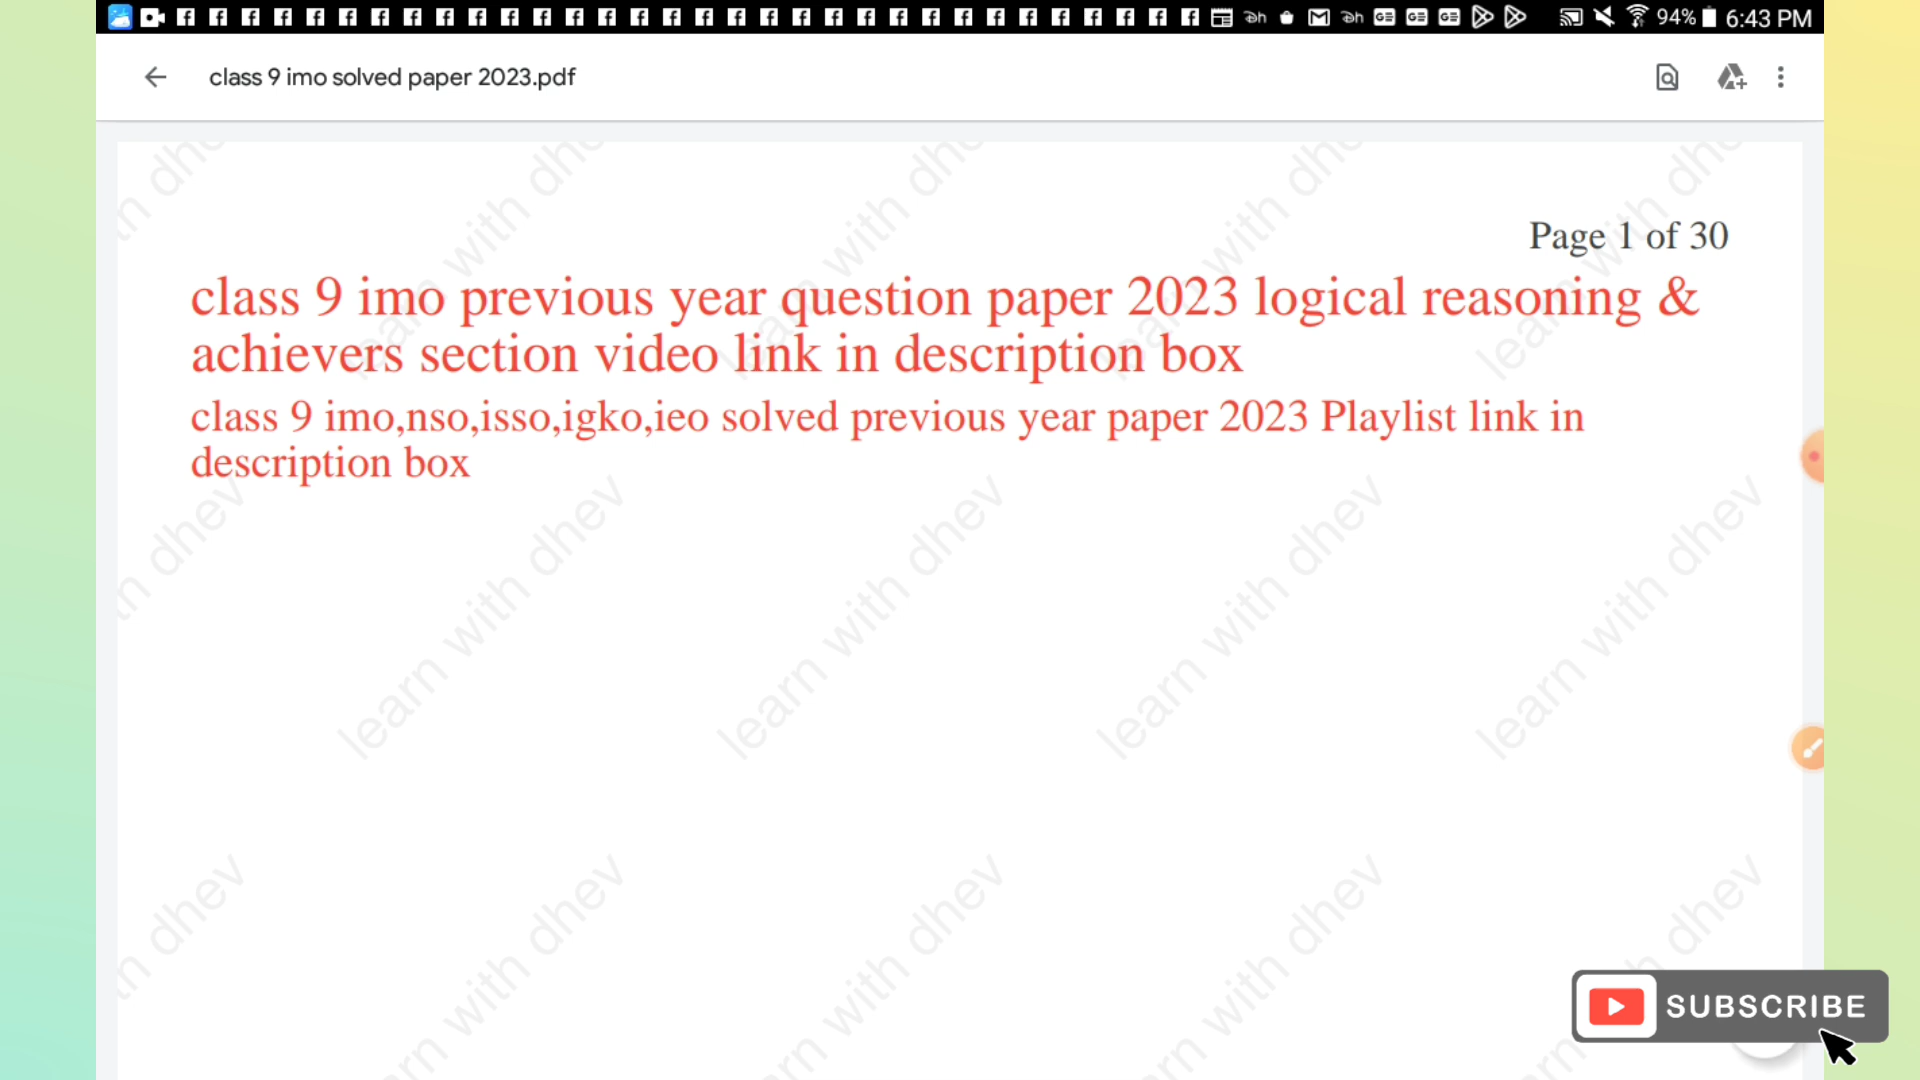 94% 6:43 PM
class 9 imo solved paper 2023.pdf
Page 1 of 30
class 9 imo previous year question paper 2023 logical reasoning &
achievers section video link in description box
class 9 imo,nso,isso,igko,ieo solved previous year paper 2023 Playlist link in
description box
learn with dhev
SUBSCRIBE